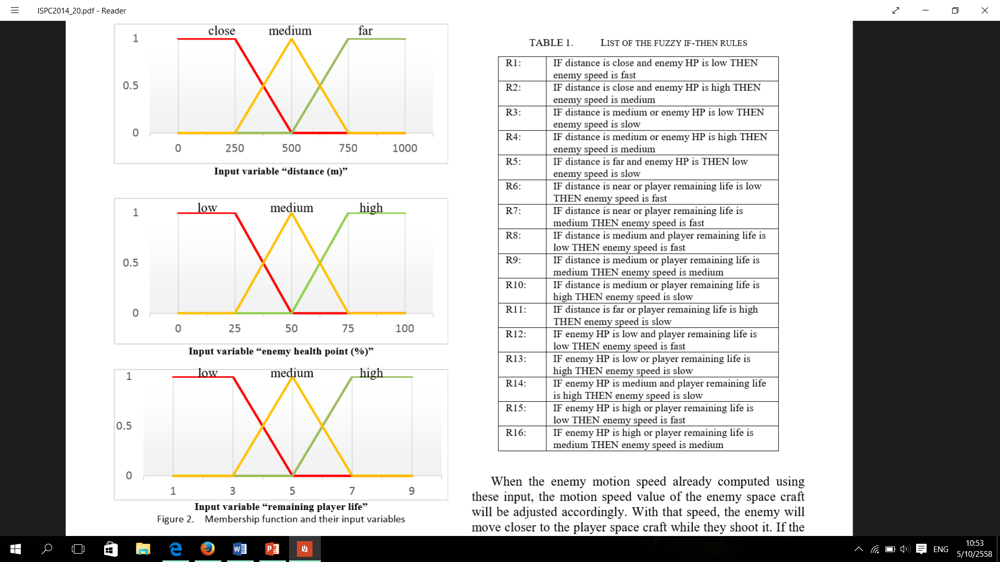 ISPC2014_20.pdf - Reader
close medium far
1
0.5
0
0 250 500 750 1000
Input variable “distance (m)”
low medium high
1
0.5
0
0 25 50 75 100
Input variable “enemy health point (%)”
low medium high
1
0.5
0
1 3 5 7 9
Input variable “remaining player life”
Figure 2. Membership function and their input variables
TABLE 1. LIST OF THE FUZZY IF-THEN RULES
R1: IF distance is close and enemy HP is low THEN
enemy speed is fast
R2: IF distance is close and enemy HP is high THEN
enemy speed is medium
R3: IF distance is medium or enemy HP is low THEN
enemy speed is slow
R4: IF distance is medium or enemy HP is high THEN
enemy speed is medium
R5: IF distance is far and enemy HP is THEN low
enemy speed is slow
R6: IF distance is near or player remaining life is low
THEN enemy speed is fast
R7: IF distance is near or player remaining life is
medium THEN enemy speed is fast
R8: IF distance is medium and player remaining life is
low THEN enemy speed is fast
R9: IF distance is medium or player remaining life is
medium THEN enemy speed is medium
R10: IF distance is medium or player remaining life is
high THEN enemy speed is slow
R11: IF distance is far or player remaining life is high
THEN enemy speed is slow
R12: IF enemy HP is low and player remaining life is
low THEN enemy speed is fast
R13: IF enemy HP is low or player remaining life is
high THEN enemy speed is slow
R14: IF enemy HP is medium and player remaining life
is high THEN enemy speed is slow
R15: IF enemy HP is high or player remaining life is
low THEN enemy speed is fast
R16: IF enemy HP is high or player remaining life is
medium THEN enemy speed is medium
When the enemy motion speed already computed using
these input, the motion speed value of the enemy space craft
will be adjusted accordingly. With that speed, the enemy will
move closer to the player space craft while they shoot it. If the
ENG
10:53
5/10/2558